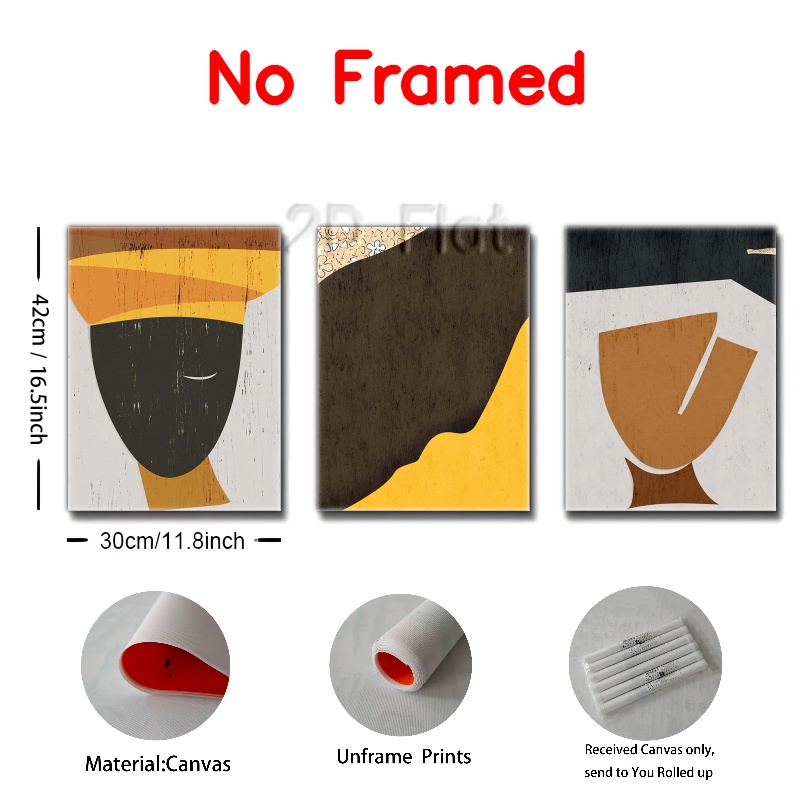 No Framed
2D Flat
42cm / 16.5inch
30cm/11.8inch
Material:Canvas
Unframe Prints
Received Canvas only,
send to You Rolled up